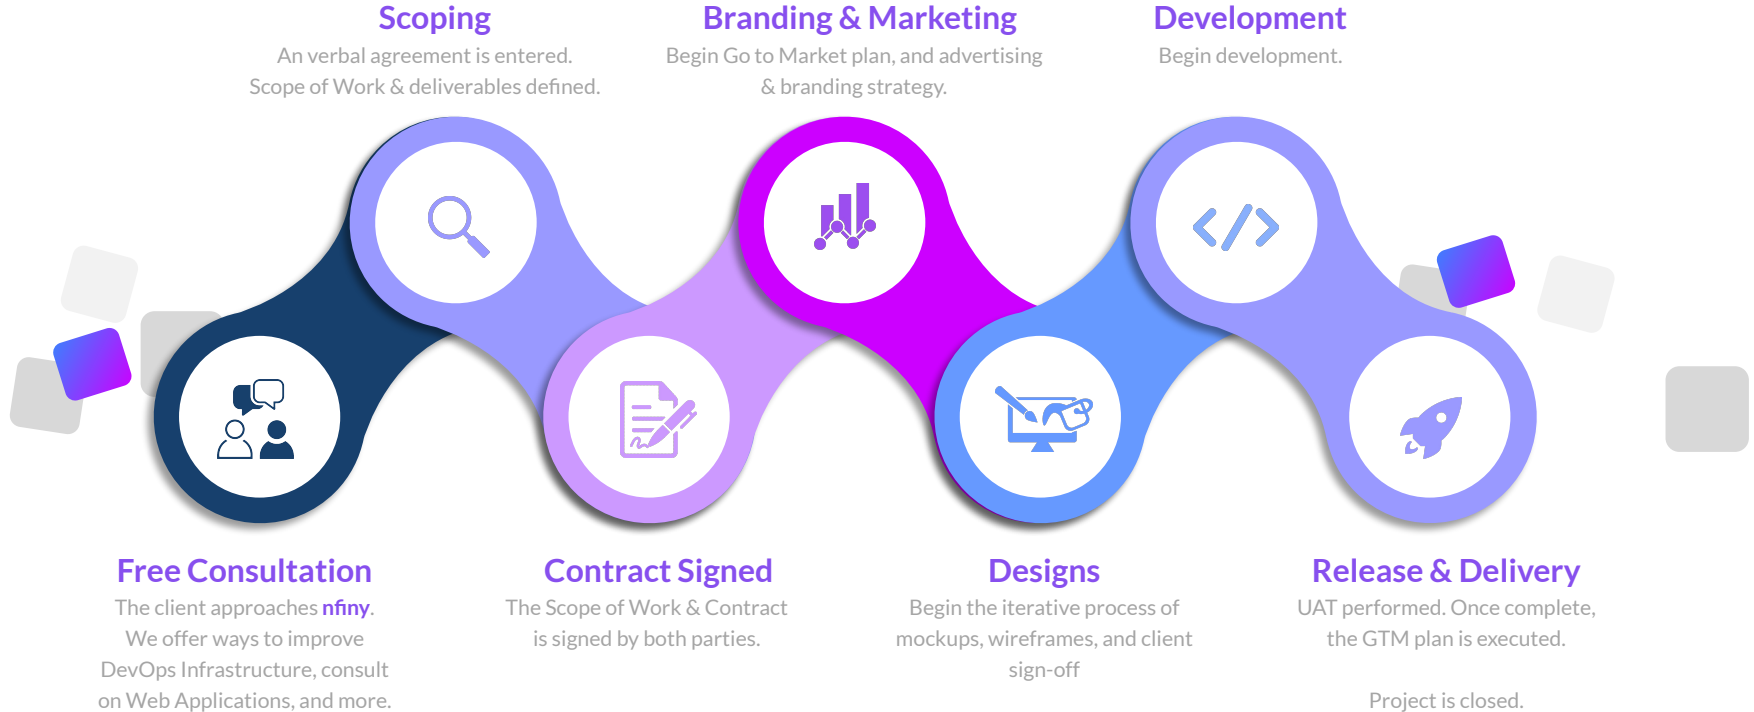 Scoping
An verbal agreement is entered.
Scope of Work & deliverables defined.
Branding & Marketing
Begin Go to Market plan, and advertising
& branding strategy.
Development
Begin development.
Free Consultation
The client approaches nfiny.
We offer ways to improve
DevOps Infrastructure, consult
on Web Applications, and more.
Contract Signed
The Scope of Work & Contract
is signed by both parties.
Designs
Begin the iterative process of
mockups, wireframes, and client
sign-off
Release & Delivery
UAT performed. Once complete,
the GTM plan is executed.
Project is closed.